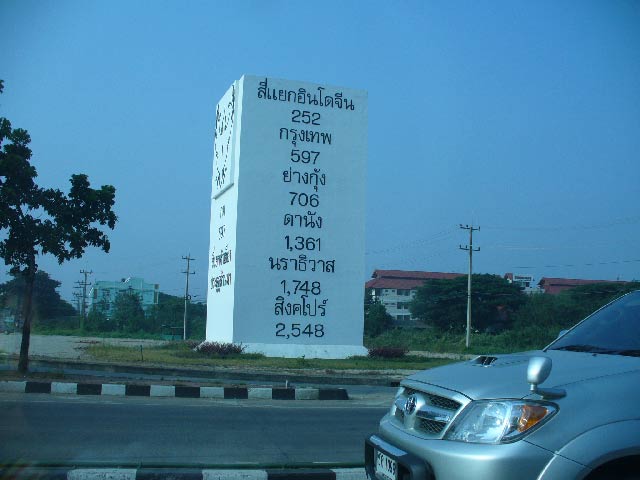 สี่แยกอินโดจีน
252
กรุงเทพ
597
ย่างกุ้ง
706
ดานัง
1,361
นราธิวาส
1,748
สิงคโปร์
2,548